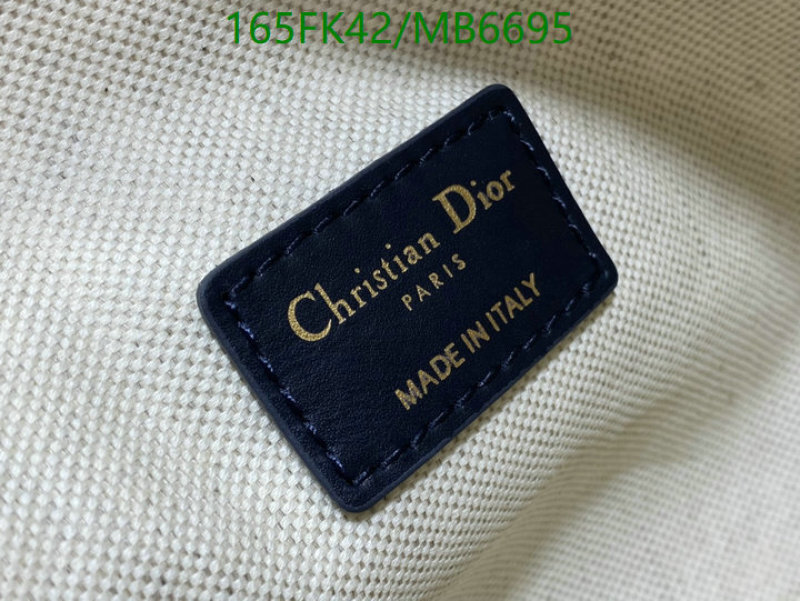 165FK42/MB6695
Christian Dior
PARIS
MADE IN ITALY